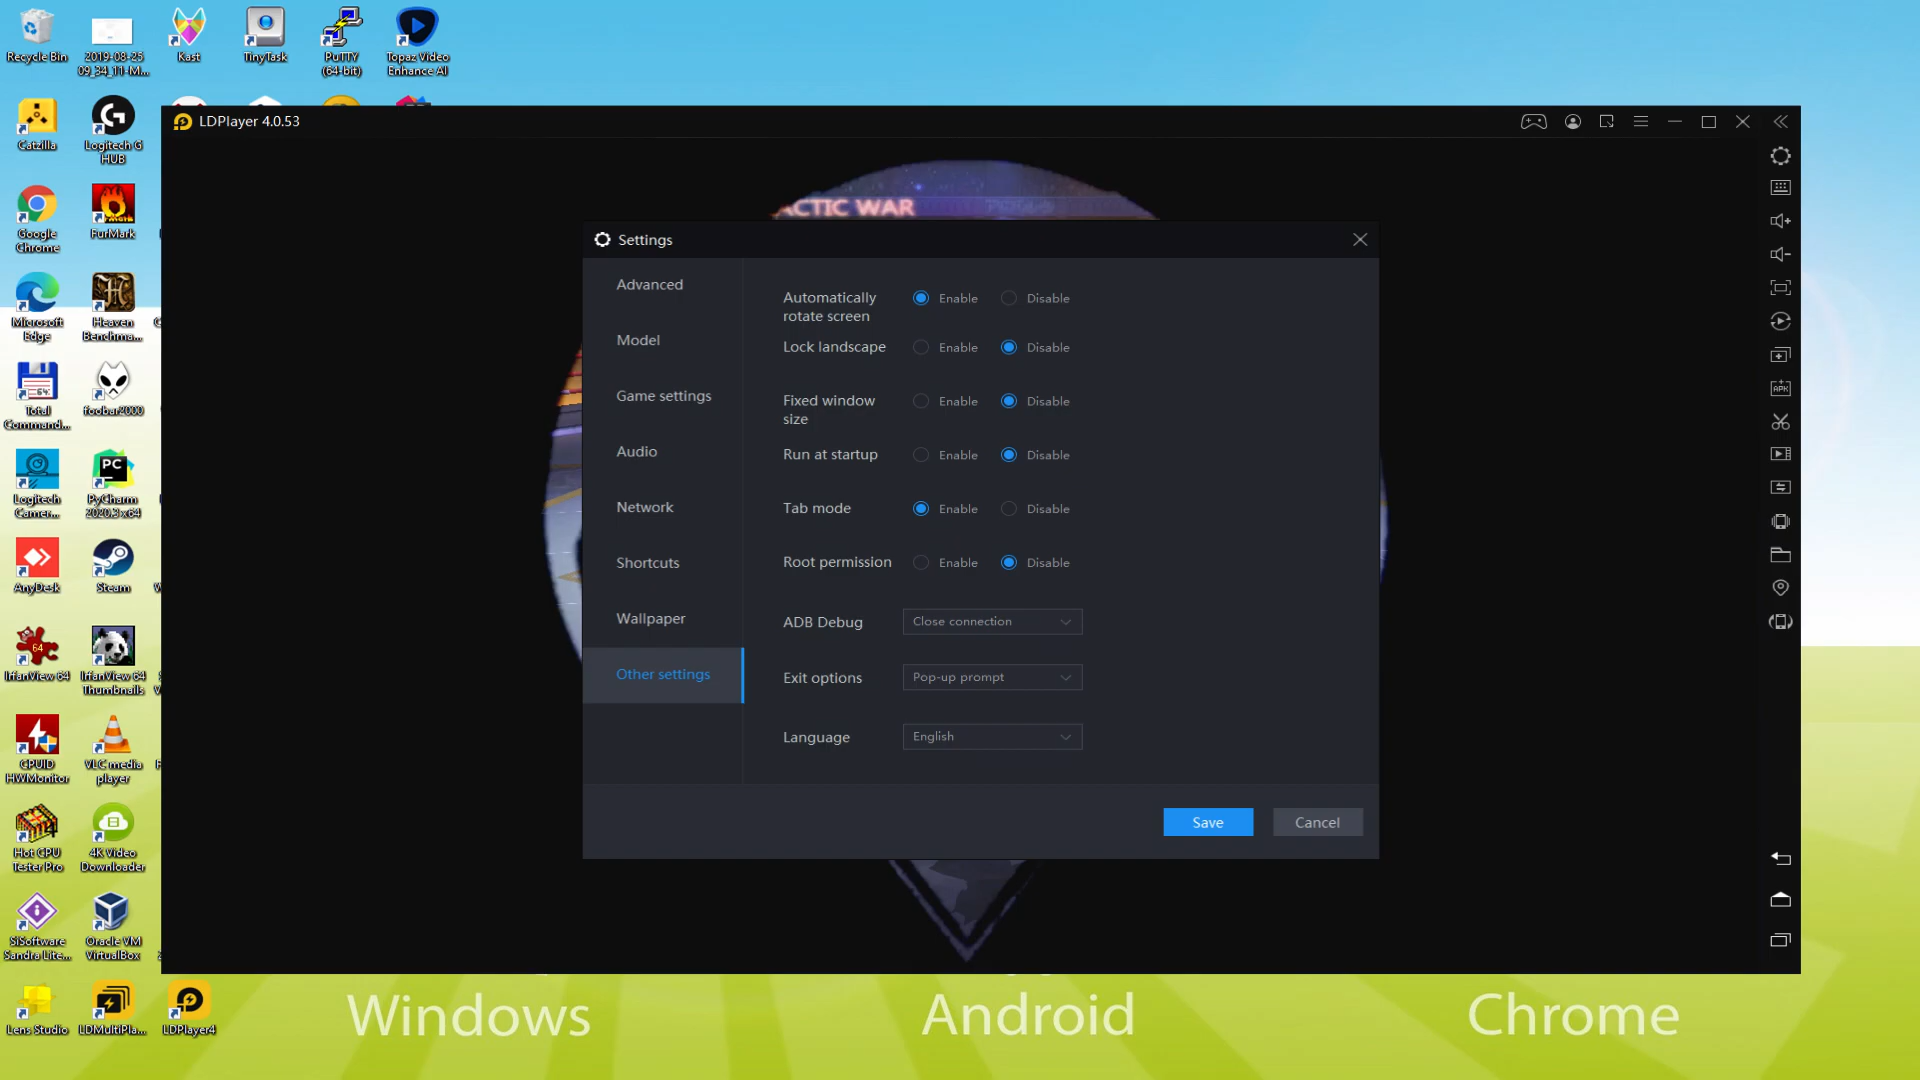 Recycle Bin
2019-08-25
09_34_11-M...
Kast
TinyTask
PuTTY
(64-bit)
Topaz Video
Enhance AI
Catzilla
Logitech G
HUB
Google
Chrome
FurMark
Microsoft
Edge
Heaven
Benchma...
Total
Command...
foobar2000
Logitech
Camer...
PyCharm
2020.3 x64
AnyDesk
Steam
IrfanView 64
IrfanView 64
Thumbnails
CPUID
HWMonitor
VLC media
player
Hot CPU
Tester Pro
4K Video
Downloader
SiSoftware
Sandra Lite...
Oracle VM
VirtualBox
Lens Studio
LDMultiPla...
LDPlayer4
LDPlayer 4.0.53
ACTIC WAR
Settings
Advanced
Model
Game settings
Audio
Network
Shortcuts
Wallpaper
Other settings
Automatically
rotate screen
Enable
Disable
Lock landscape
Enable
Disable
Fixed window
size
Enable
Disable
Run at startup
Enable
Disable
Tab mode
Enable
Disable
Root permission
Enable
Disable
ADB Debug
Close connection
Exit options
Pop-up prompt
Language
English
Save
Cancel
APK
Windows
Android
Chrome